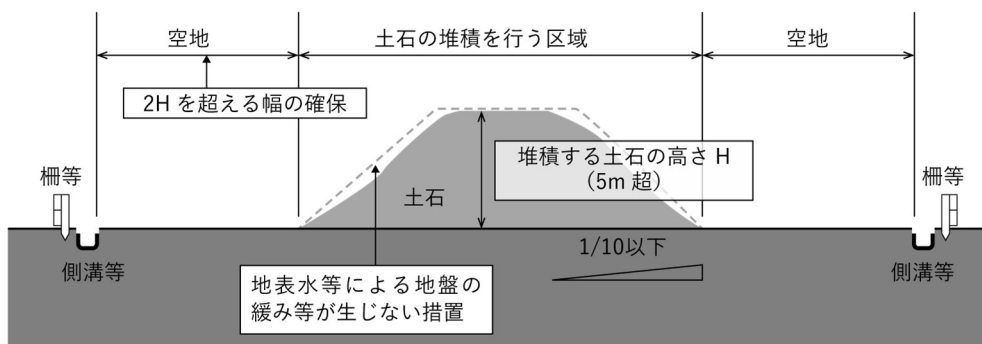 空地
土石の堆積を行う区域
空地
2H を超える幅の確保
堆積する土石の高さ H
（5m 超）
柵等
土石
柵等
側溝等
1/10以下
側溝等
地表水等による地盤の
緩み等が生じない措置